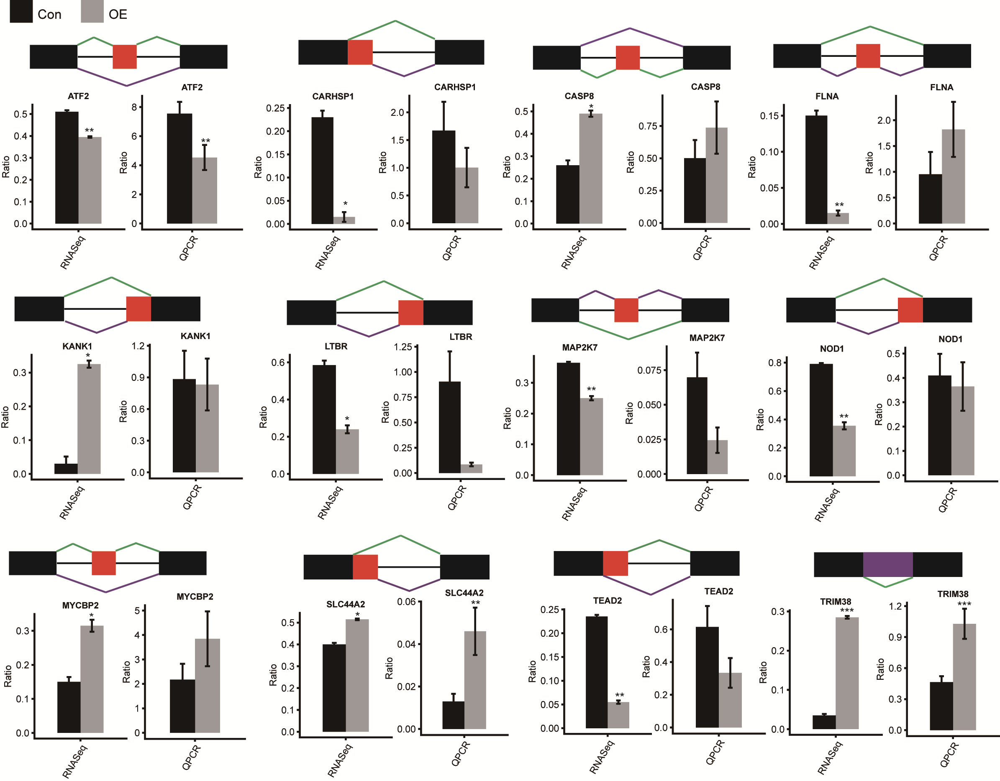 Con OE
ATF2
0.5
0.4
0.3
0.2
0.1
0.0
Ratio
**
RNASeq
ATF2
8
6
4
2
0
Ratio
**
QPCR
CARHSP1
0.25
0.20
0.15
0.10
0.05
0.00
Ratio
*
RNASeq
CARHSP1
2.0
1.5
1.0
0.5
0.0
Ratio
QPCR
CASP8
0.5
0.4
0.3
0.2
0.1
0.0
Ratio
*
RNASeq
CASP8
0.75
0.50
0.25
0.00
Ratio
QPCR
FLNA
0.15
0.10
0.05
0.00
Ratio
**
RNASeq
FLNA
2.0
1.5
1.0
0.5
0.0
Ratio
QPCR
KANK1
0.3
0.2
0.1
0.0
Ratio
*
RNASeq
KANK1
1.2
0.9
0.6
0.3
0.0
Ratio
QPCR
LTBR
0.6
0.4
0.2
0.0
Ratio
*
RNASeq
LTBR
1.25
1.00
0.75
0.50
0.25
0.00
Ratio
QPCR
MAP2K7
0.3
0.2
0.1
0.0
Ratio
**
RNASeq
MAP2K7
0.075
0.050
0.025
0.000
Ratio
QPCR
NOD1
0.8
0.6
0.4
0.2
0.0
Ratio
**
RNASeq
NOD1
0.5
0.4
0.3
0.2
0.1
0.0
Ratio
QPCR
MYCBP2
0.3
0.2
0.1
0.0
Ratio
*
RNASeq
MYCBP2
5
4
3
2
1
0
Ratio
QPCR
SLC44A2
0.5
0.4
0.3
0.2
0.1
0.0
Ratio
*
RNASeq
SLC44A2
0.06
0.04
0.02
0.00
Ratio
**
QPCR
TEAD2
0.25
0.20
0.15
0.10
0.05
0.00
Ratio
**
RNASeq
TEAD2
0.6
0.4
0.2
0.0
Ratio
QPCR
TRIM38
0.3
0.2
0.1
0.0
Ratio
***
RNASeq
TRIM38
1.2
0.9
0.6
0.3
0.0
Ratio
***
QPCR